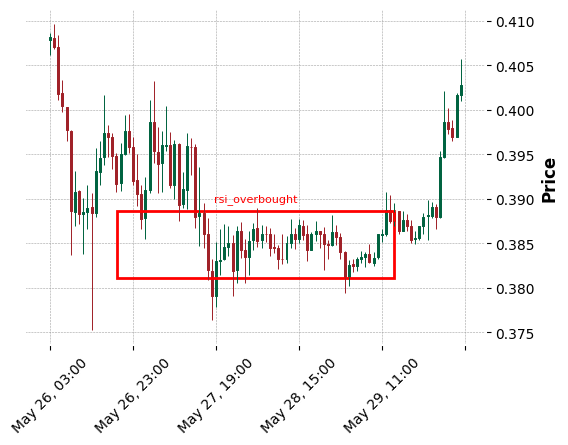 rsi_overbought
0.410
0.405
0.400
0.395
0.390
0.385
0.380
0.375
Price
May 26, 03:00
May 26, 23:00
May 27, 19:00
May 28, 15:00
May 29, 11:00